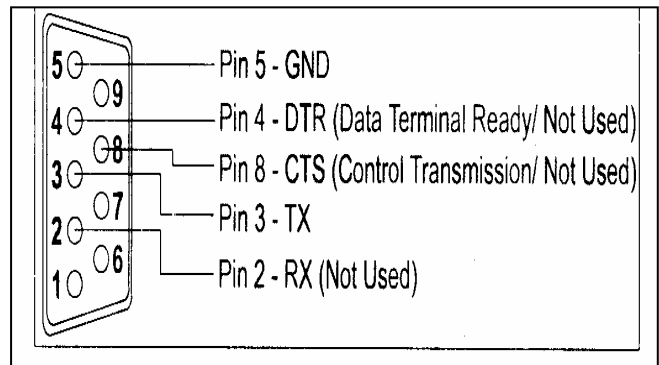 5
Pin 5 - GND
9
4
Pin 4 - DTR (Data Terminal Ready/ Not Used)
8
Pin 8 - CTS (Control Transmission/ Not Used)
3
7
Pin 3 - TX
2
6
Pin 2 - RX (Not Used)
1